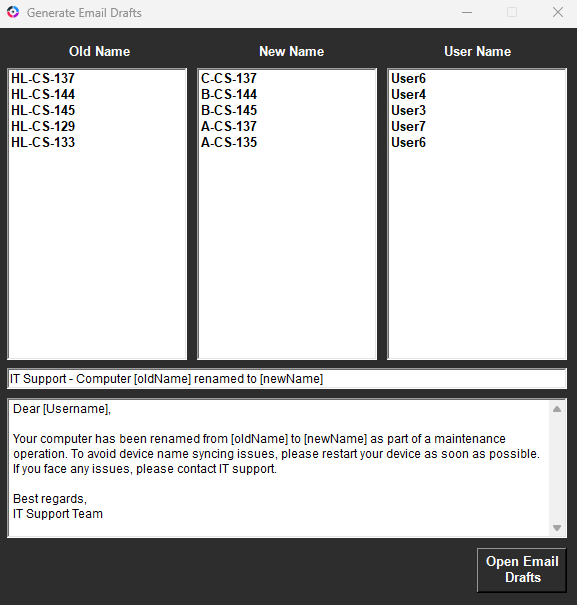 Generate Email Drafts
Old Name New Name User Name
HL-CS-137 C-CS-137 User6
HL-CS-144 B-CS-144 User4
HL-CS-145 B-CS-145 User3
HL-CS-129 A-CS-137 User7
HL-CS-133 A-CS-135 User6
IT Support - Computer [oldName] renamed to [newName]
Dear [Username],
Your computer has been renamed from [oldName] to [newName] as part of a maintenance
operation. To avoid device name syncing issues, please restart your device as soon as possible.
If you face any issues, please contact IT support.
Best regards,
IT Support Team
Open Email
Drafts